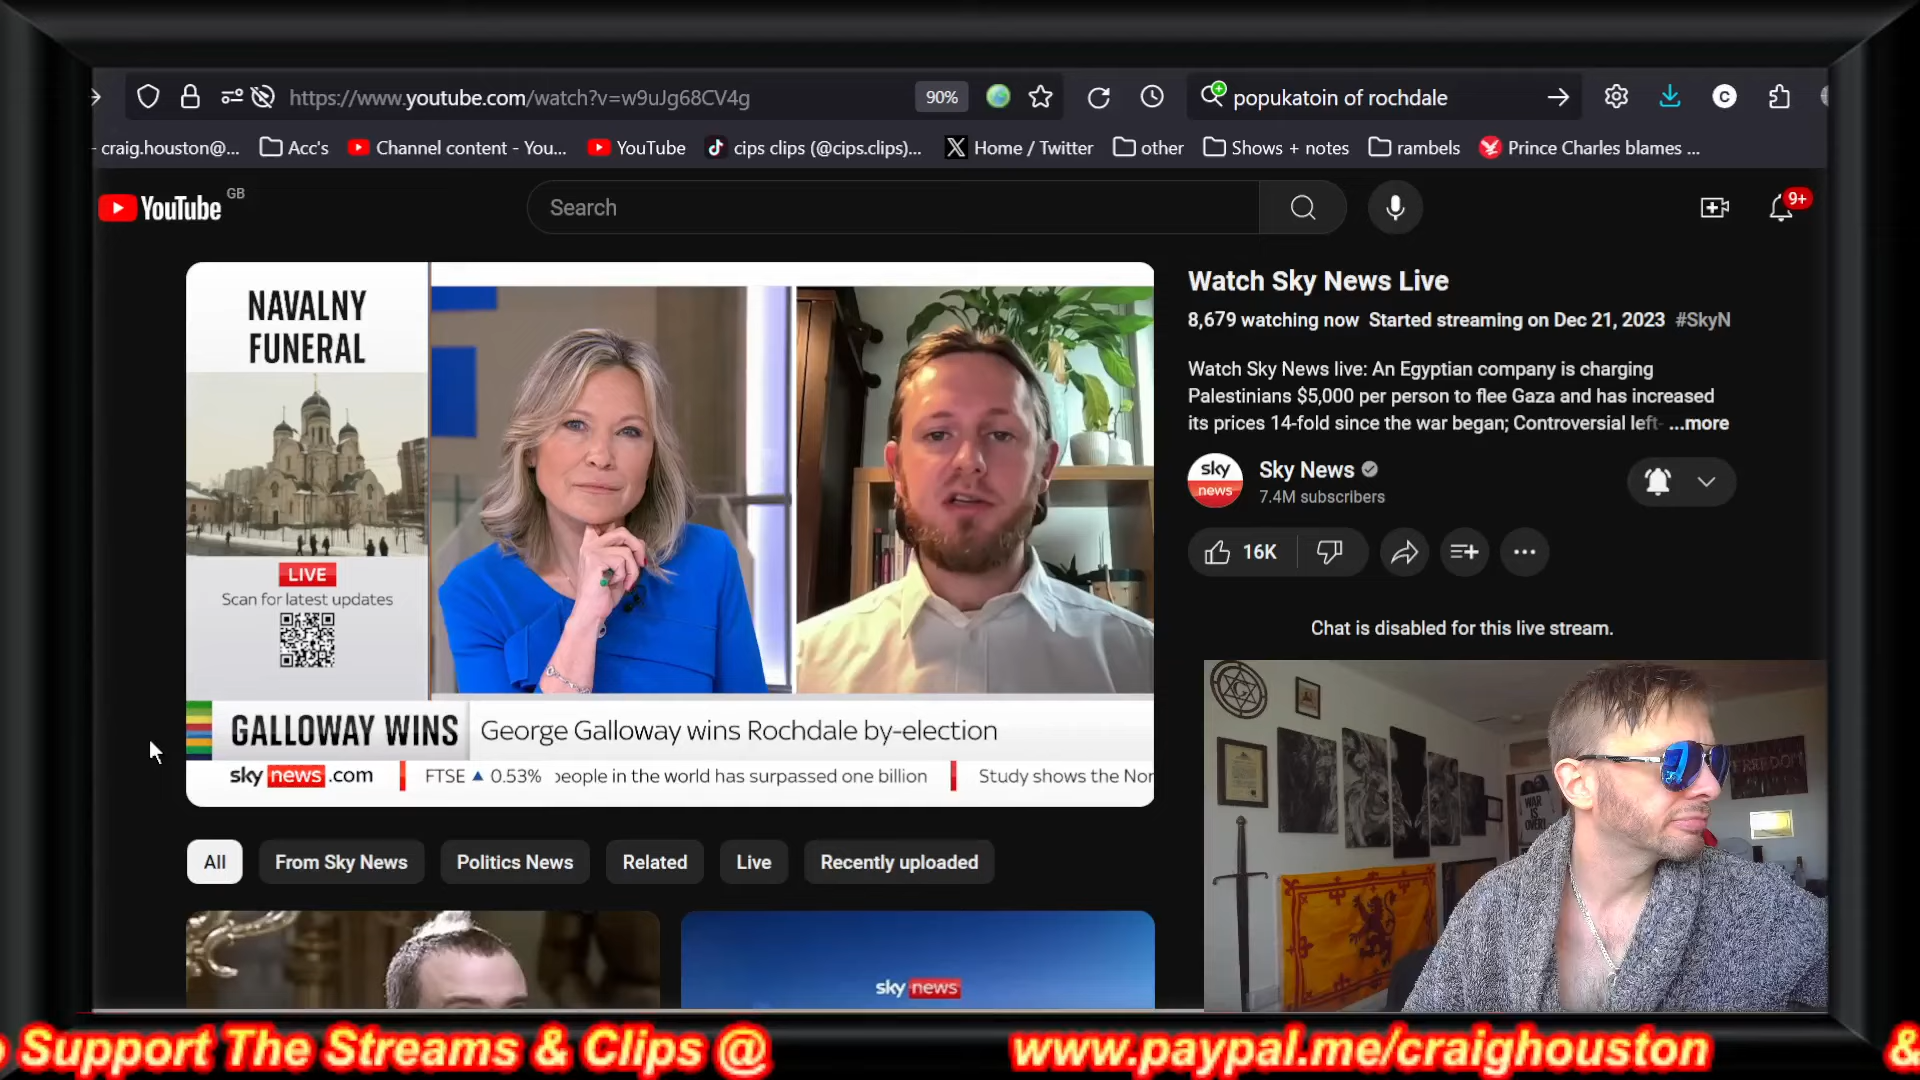 https://www.youtube.com/watch?v=w9uJg68CV4g
90%
popukatoin of rochdale
- craig.houston@...
Acc's
Channel content - You...
YouTube
cips clips (@cips.clips)...
Home / Twitter
other
Shows + notes
rambels
Prince Charles blames ...
YouTube GB
Search
9+
NAVALNY
FUNERAL
LIVE
Scan for latest updates
GALLOWAY WINS
George Galloway wins Rochdale by-election
sky news.com
FTSE ▲ 0.53%
people in the world has surpassed one billion
Study shows the Nor
Watch Sky News Live
8,679 watching now Started streaming on Dec 21, 2023 #SkyN
Watch Sky News live: An Egyptian company is charging
Palestinians $5,000 per person to flee Gaza and has increased
its prices 14-fold since the war began; Controversial left- ...more
sky
news
Sky News
7.4M subscribers
16K
Chat is disabled for this live stream.
WAR
IS
OVER!
FREEDOM
All
From Sky News
Politics News
Related
Live
Recently uploaded
sky news
Support The Streams & Clips @
www.paypal.me/craighouston
&